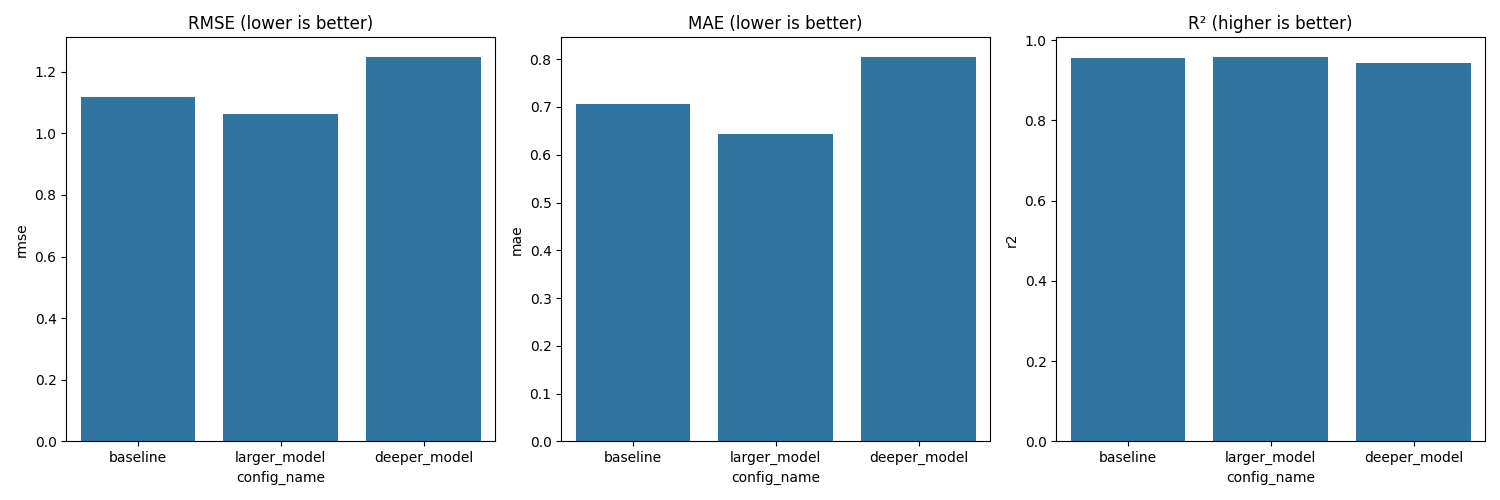 RMSE (lower is better)
1.2
1.0
0.8
0.6
0.4
0.2
0.0
rmse
baseline larger_model deeper_model
config_name
MAE (lower is better)
0.8
0.7
0.6
0.5
0.4
0.3
0.2
0.1
0.0
mae
baseline larger_model deeper_model
config_name
R² (higher is better)
1.0
0.8
0.6
0.4
0.2
0.0
r2
baseline larger_model deeper_model
config_name